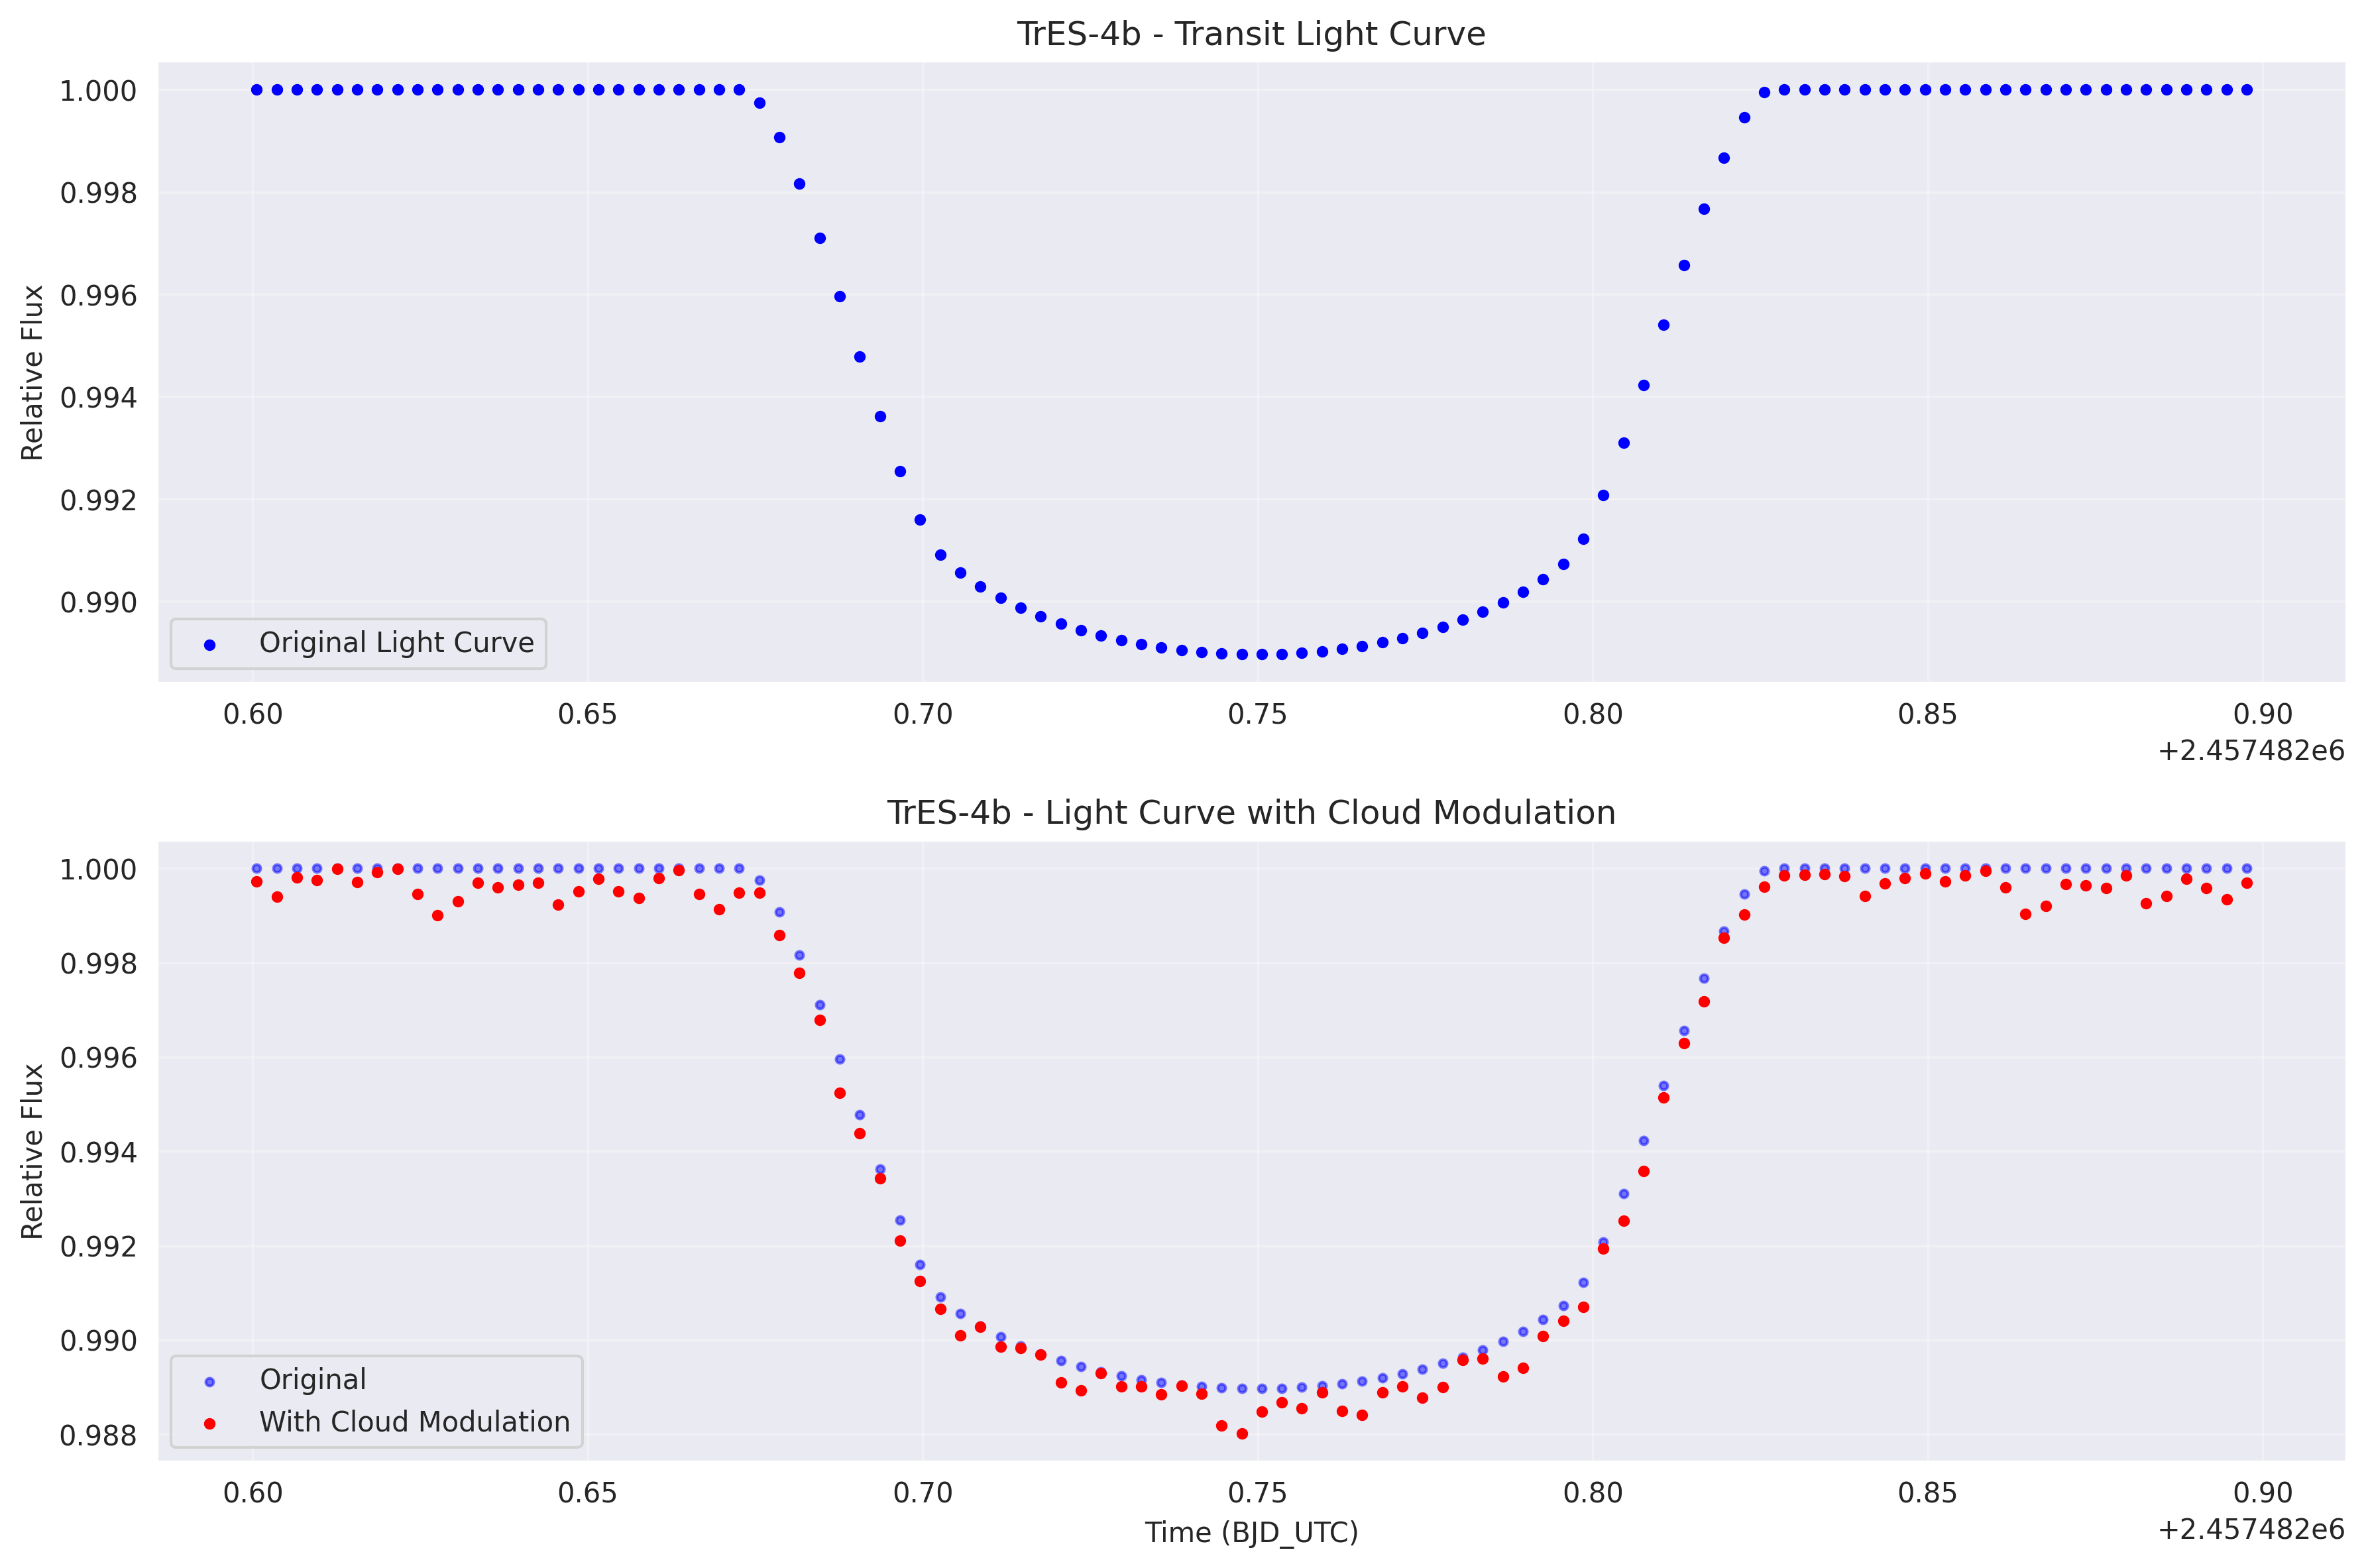 TrES-4b - Transit Light Curve
Relative Flux
1.000
0.998
0.996
0.994
0.992
0.990
Original Light Curve
0.60 0.65 0.70 0.75 0.80 0.85 0.90
+2.457482e6
TrES-4b - Light Curve with Cloud Modulation
Relative Flux
1.000
0.998
0.996
0.994
0.992
0.990
0.988
Original
With Cloud Modulation
0.60 0.65 0.70 0.75 0.80 0.85 0.90
Time (BJD_UTC)
+2.457482e6